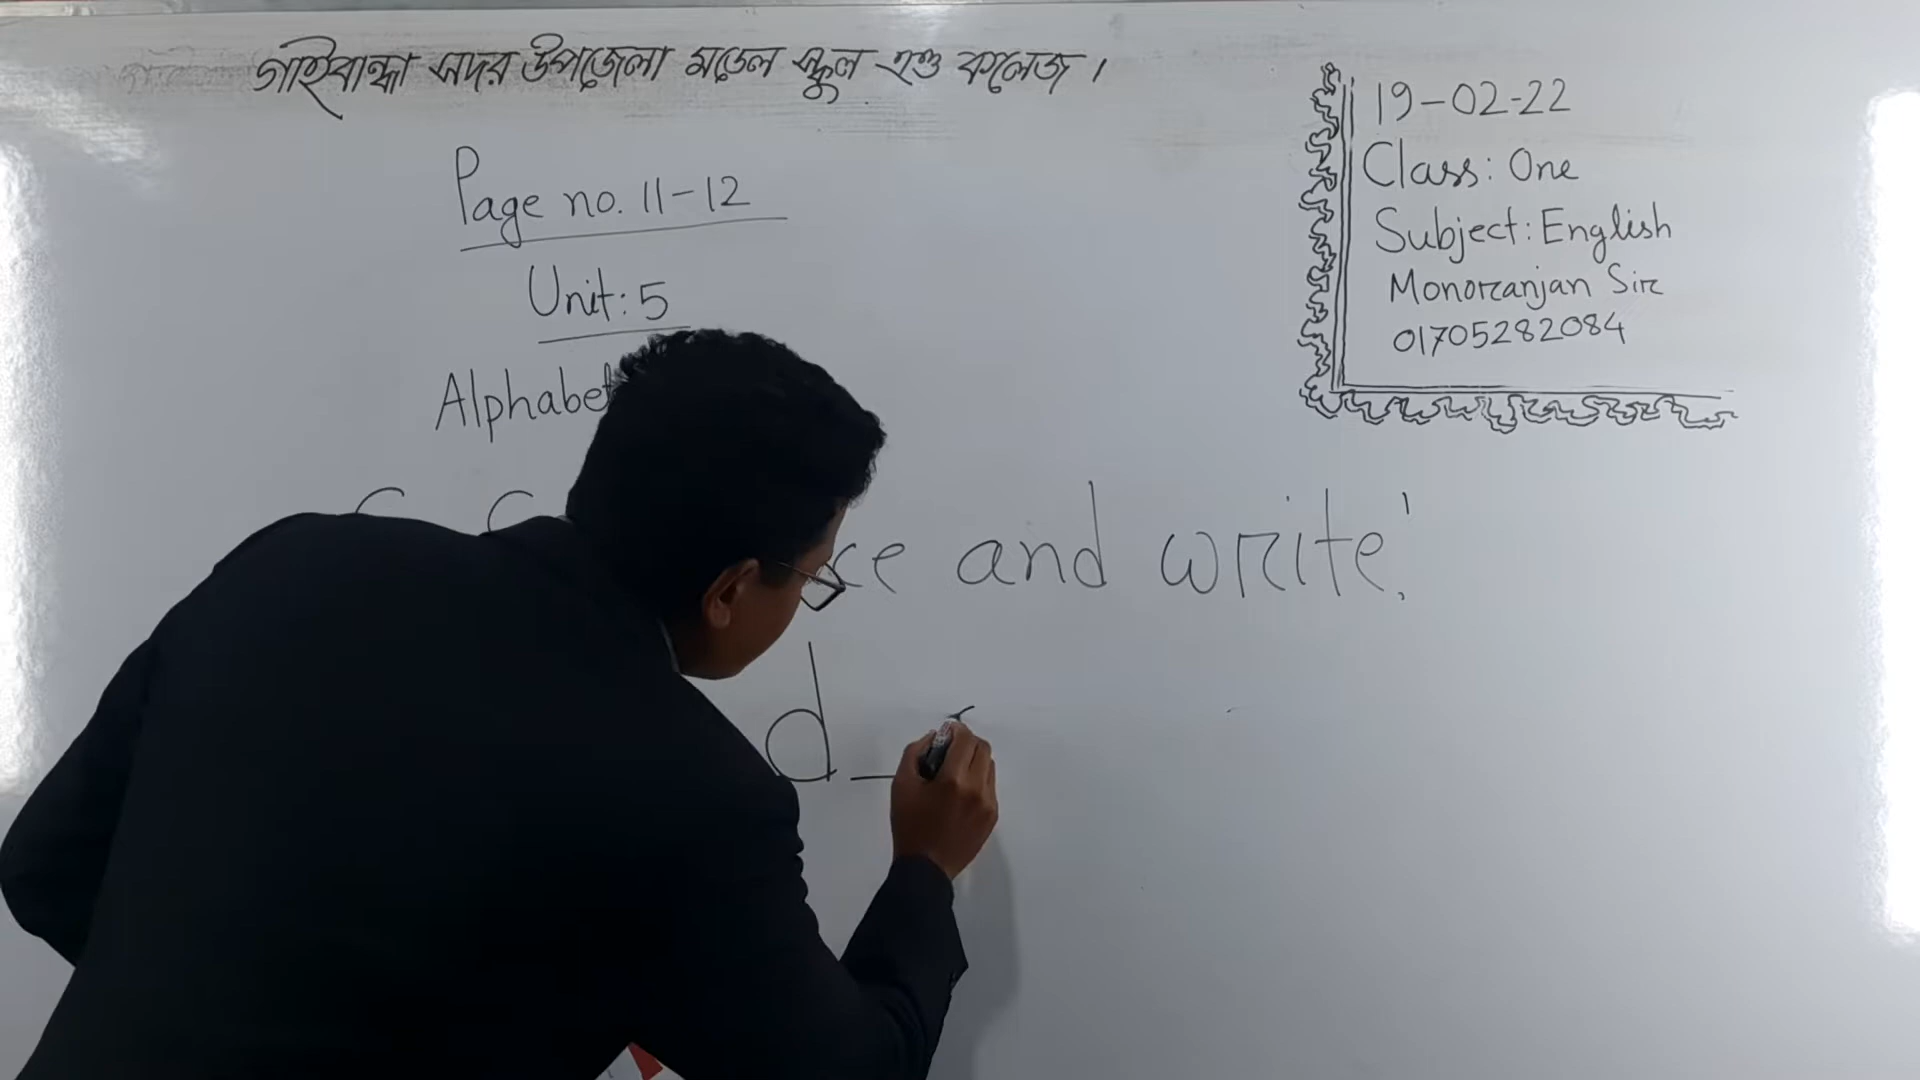 গাইবান্ধা সদর উপজেলা মডেল স্কুল এন্ড কলেজ।
19-02-22
Class: One
Subject: English
Monoranjan Sir
01705282084
Page no. 11-12
Unit: 5
Alphabet
and write.'
d _